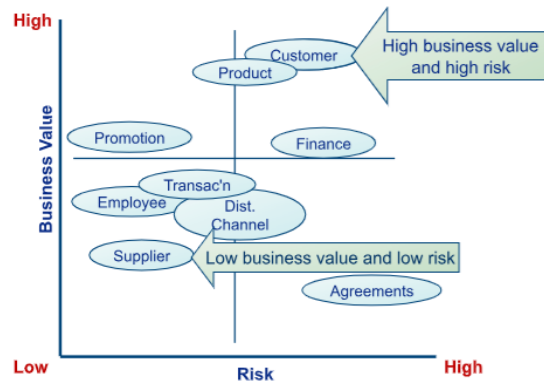 High
Customer
Product
High business value
and high risk
Promotion
Finance
Business Value
Transac'n
Employee
Dist.
Channel
Supplier
Low business value and low risk
Agreements
Low
Risk
High